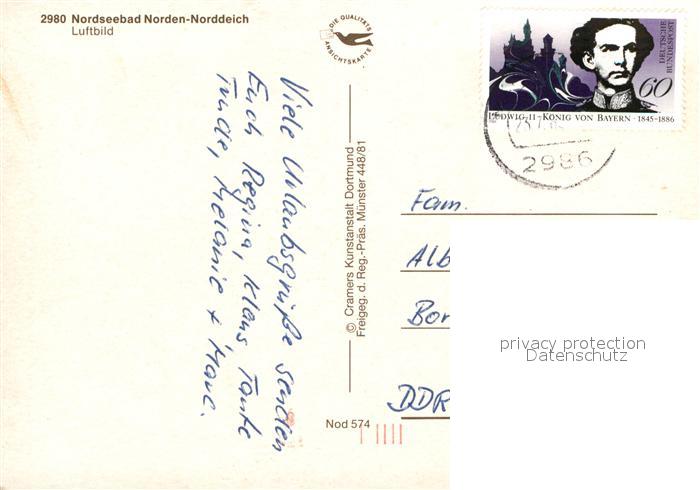 2980 Nordseebad Norden-Norddeich
Luftbild
DIE QUALITÄTS
ANSICHTSKARTE
DEUTSCHE
BUNDESPOST
60
LUDWIG II - KÖNIG VON BAYERN · 1845-1886
2986
Viele Urlaubsgrüße senden
Euch Regina, Klaus, Tante
Trude, Melanie + Marc.
© Cramers Kunstanstalt Dortmund
Freigeg. d. Reg.-Präs. Münster 448/81
Fam.
Alb
Bor
DDR
Nod 574
privacy protection
Datenschutz